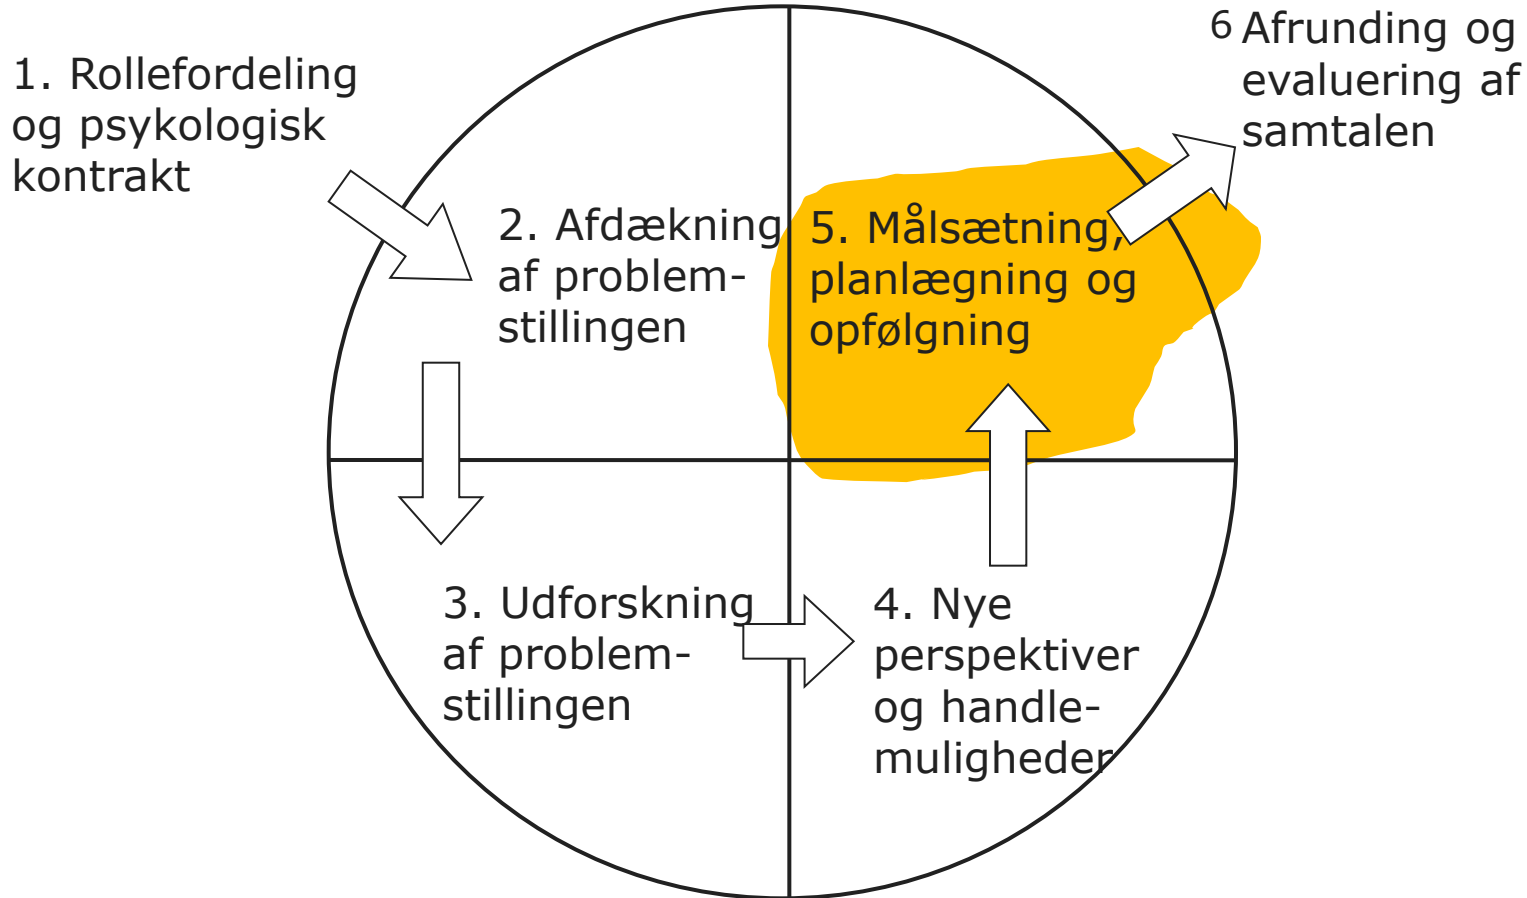 1. Rollefordeling
og psykologisk
kontrakt
2. Afdækning
af problem-
stillingen
3. Udforskning
af problem-
stillingen
4. Nye
perspektiver
og handle-
muligheder
5. Målsætning,
planlægning og
opfølgning
6 Afrunding og
evaluering af
samtalen